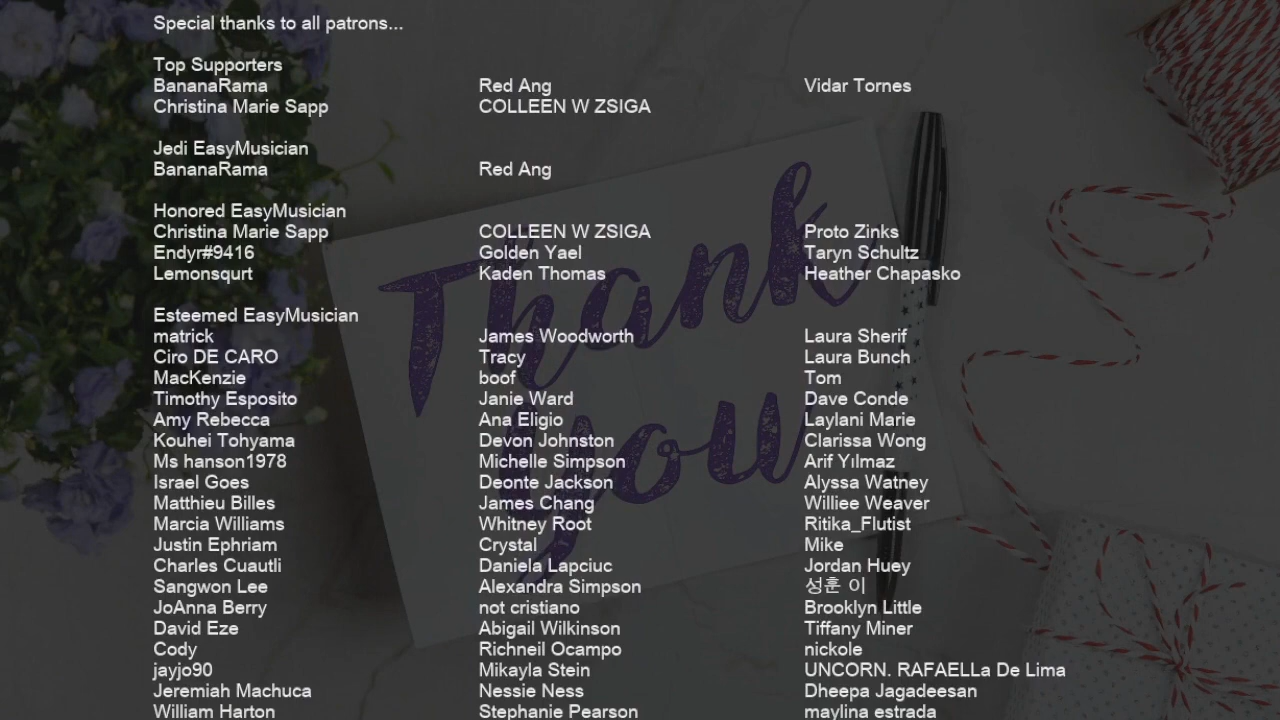 Special thanks to all patrons...
Top Supporters
BananaRama Red Ang Vidar Tornes
Christina Marie Sapp COLLEEN W ZSIGA
Jedi EasyMusician
BananaRama Red Ang
Honored EasyMusician
Christina Marie Sapp COLLEEN W ZSIGA Proto Zinks
Endyr#9416 Golden Yael Taryn Schultz
Lemonsqurt Kaden Thomas Heather Chapasko
Esteemed EasyMusician
matrick James Woodworth Laura Sherif
Ciro DE CARO Tracy Laura Bunch
MacKenzie boof Tom
Timothy Esposito Janie Ward Dave Conde
Amy Rebecca Ana Eligio Laylani Marie
Kouhei Tohyama Devon Johnston Clarissa Wong
Ms hanson1978 Michelle Simpson Arif Yılmaz
Israel Goes Deonte Jackson Alyssa Watney
Matthieu Billes James Chang Williee Weaver
Marcia Williams Whitney Root Ritika_Flutist
Justin Ephriam Crystal Mike
Charles Cuautli Daniela Lapciuc Jordan Huey
Sangwon Lee Alexandra Simpson 성훈 이
JoAnna Berry not cristiano Brooklyn Little
David Eze Abigail Wilkinson Tiffany Miner
Cody Richneil Ocampo nickole
jayjo90 Mikayla Stein UNCORN. RAFAELLa De Lima
Jeremiah Machuca Nessie Ness Dheepa Jagadeesan
William Harton Stephanie Pearson maylina estrada
Thank
you